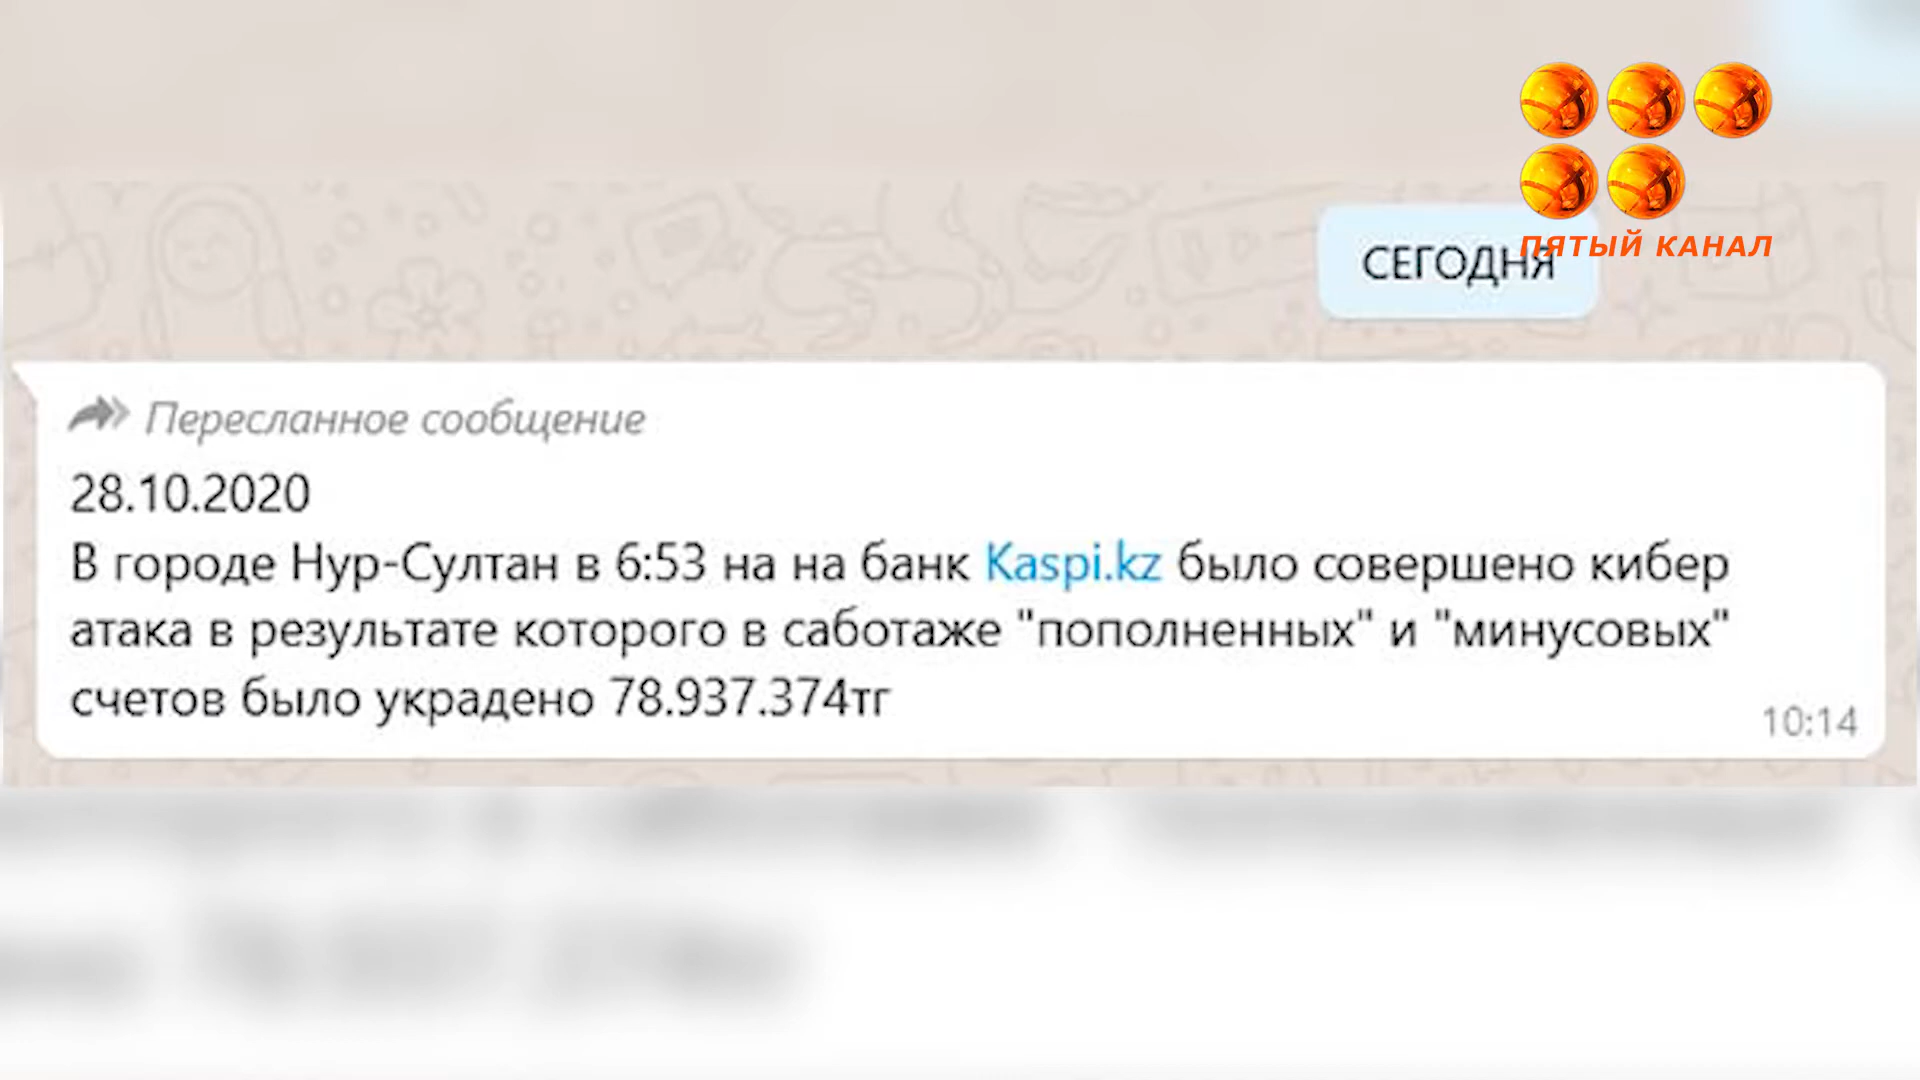 ПЯТЫЙ КАНАЛ
СЕГОДНЯ
Пересланное сообщение
28.10.2020
В городе Нур-Султан в 6:53 на на банк Kaspi.kz было совершено кибер
атака в результате которого в саботаже "пополненных" и "минусовых"
счетов было украдено 78.937.374тг
10:14